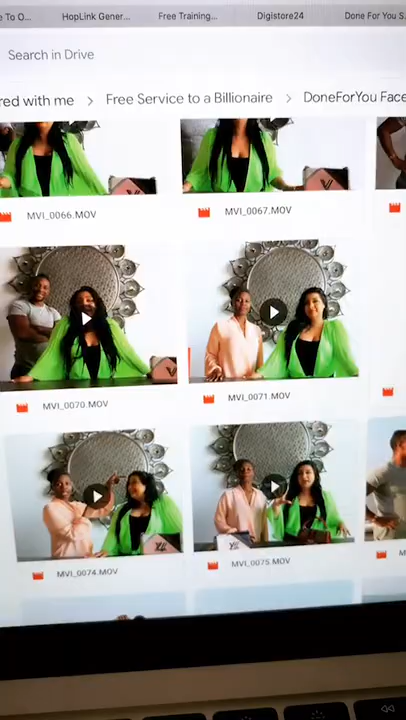 e To O...
HopLink Gener...
Free Training...
Digistore24
Done For You S
Search in Drive
red with me > Free Service to a Billionaire > DoneForYou Face
MVI_0066.MOV
MVI_0067.MOV
MVI_0070.MOV
MVI_0071.MOV
MVI_0074.MOV
MVI_0075.MOV